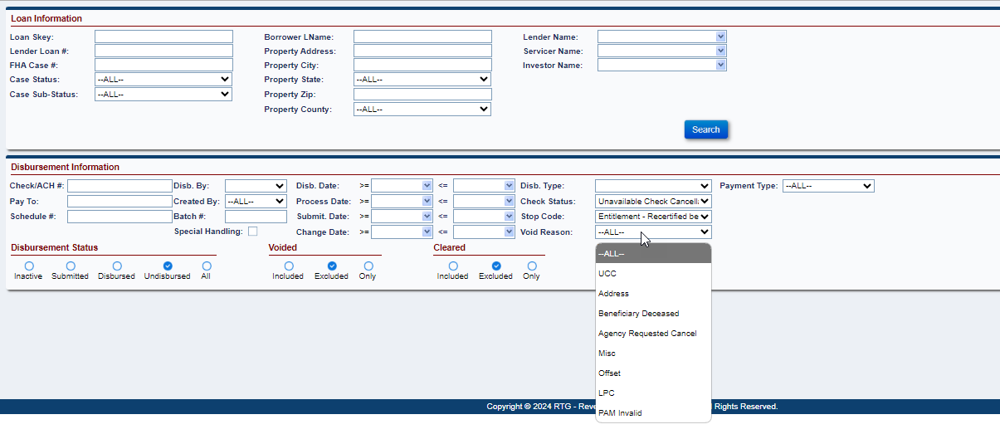 Loan Information
Loan Skey: Borrower LName: Lender Name:
Lender Loan #: Property Address: Servicer Name:
FHA Case #: Property City: Investor Name:
Case Status: --ALL-- Property State: --ALL--
Case Sub-Status: --ALL-- Property Zip:
Property County: --ALL--
Search
Disbursement Information
Check/ACH #: Disb. By: Disb. Date: >= <= Disb. Type: Payment Type: --ALL--
Pay To: Created By: --ALL-- Process Date: >= <= Check Status: Unavailable Check Cancell
Schedule #: Batch #: Submit. Date: >= <= Stop Code: Entitlement - Recertified be
Special Handling: Change Date: >= <= Void Reason: --ALL--
Disbursement Status Voided Cleared
Inactive Submitted Disbursed Undisbursed All Included Excluded Only Included Excluded Only
--ALL--
UCC
Address
Beneficiary Deceased
Agency Requested Cancel
Misc
Offset
LPC
PAM Invalid
Copyright © 2024 RTG - Reve Rights Reserved.